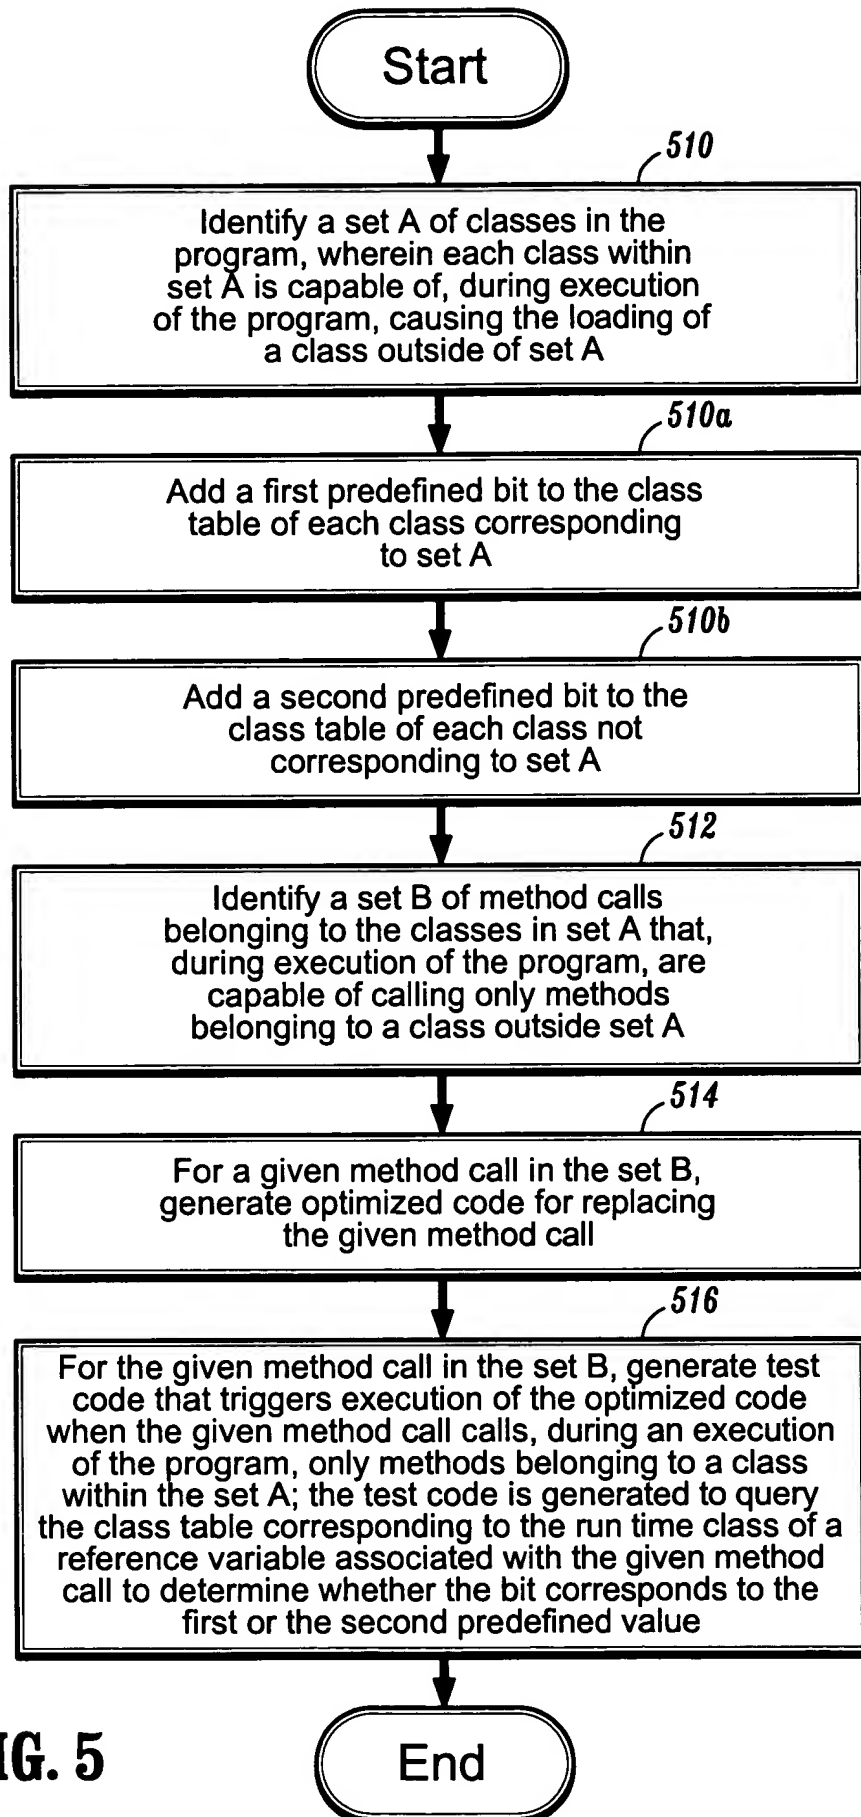 Start
510
Identify a set A of classes in the
program, wherein each class within
set A is capable of, during execution
of the program, causing the loading of
a class outside of set A
510a
Add a first predefined bit to the class
table of each class corresponding
to set A
510b
Add a second predefined bit to the
class table of each class not
corresponding to set A
512
Identify a set B of method calls
belonging to the classes in set A that,
during execution of the program, are
capable of calling only methods
belonging to a class outside set A
514
For a given method call in the set B,
generate optimized code for replacing
the given method call
516
For the given method call in the set B, generate test
code that triggers execution of the optimized code
when the given method call calls, during an execution
of the program, only methods belonging to a class
within the set A; the test code is generated to query
the class table corresponding to the run time class of a
reference variable associated with the given method
call to determine whether the bit corresponds to the
first or the second predefined value
IG. 5
End